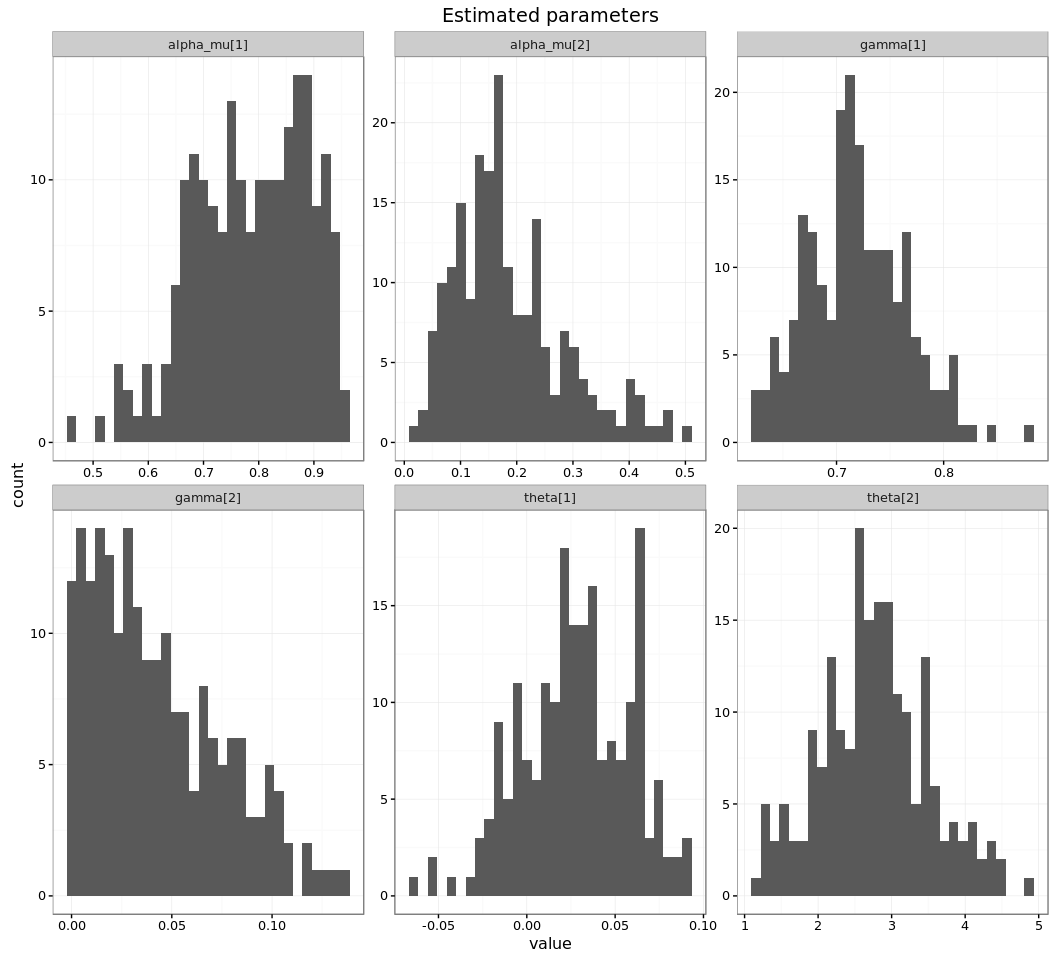 Estimated parameters
alpha_mu[1] alpha_mu[2] gamma[1]
10
5
0
0.5 0.6 0.7 0.8 0.9
20
15
10
5
0
0.0 0.1 0.2 0.3 0.4 0.5
20
15
10
5
0
0.7 0.8
count
gamma[2] theta[1] theta[2]
10
5
0
0.00 0.05 0.10
15
10
5
0
-0.05 0.00 0.05 0.10
20
15
10
5
0
1 2 3 4 5
value